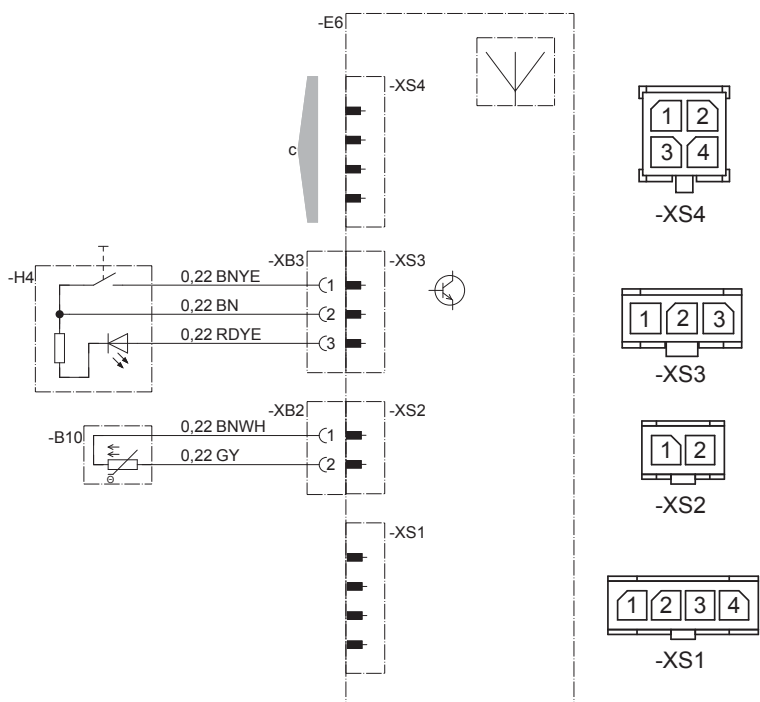 -E6
-XS4
c
1 2
3 4
-XS4
-XB3 -XS3
-H4
0,22 BNYE 1
0,22 BN 2
0,22 RDYE 3
1 2 3
-XS3
-XB2 -XS2
-B10
0,22 BNWH 1
0,22 GY 2
1 2
-XS2
-XS1
1 2 3 4
-XS1